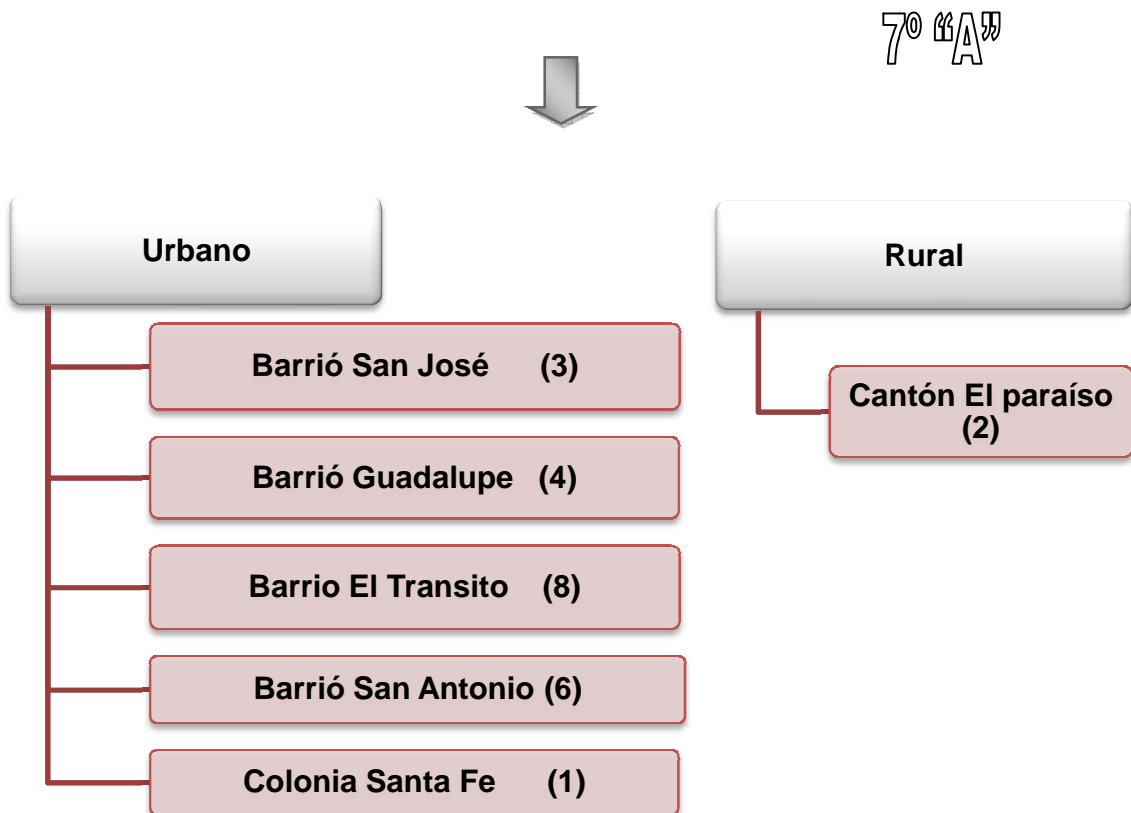 7º “A”
Urbano
Barrió San José (3)
Barrió Guadalupe (4)
Barrio El Transito (8)
Barrió San Antonio (6)
Colonia Santa Fe (1)
Rural
Cantón El paraíso
(2)